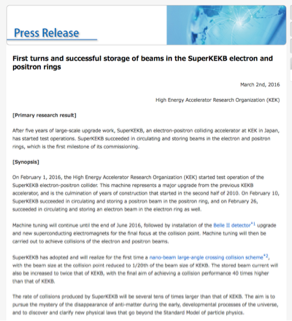 Press Release
First turns and successful storage of beams in the SuperKEKB electron and
positron rings
March 2nd, 2016
High Energy Accelerator Research Organization (KEK)
[Primary research result]
After five years of large-scale upgrade work, SuperKEKB, an electron-positron colliding accelerator at KEK in Japan,
has started test operations. SuperKEKB succeeded in circulating and storing beams in the electron and positron
rings, which is the first milestone of its commissioning.
[Synopsis]
On February 1, 2016, the High Energy Accelerator Research Organization (KEK) started test operation of the
SuperKEKB electron-positron collider. This machine represents a major upgrade from the previous KEKB
accelerator, and is the culmination of years of construction that started in the second half of 2010. On February 10,
SuperKEKB succeeded in circulating and storing a positron beam in the positron ring, and on February 26,
succeeded in circulating and storing an electron beam in the electron ring as well.
Machine tuning will continue until the end of June 2016, followed by installation of the Belle II detector*1 upgrade
and new superconducting electromagnets for the final focus at the collision point. Machine tuning will then be
carried out to achieve collisions of the electron and positron beams.
SuperKEKB has adopted and will realize for the first time a nano-beam large-angle crossing collision scheme*2,
with the beam size at the collision point reduced to 1/20th of the beam size of KEKB. The stored beam current will
also be increased to twice that of KEKB, with the final aim of achieving a collision performance 40 times higher
than that of KEKB.
The rate of collisions produced by SuperKEKB will be several tens of times larger than that of KEKB. The aim is to
pursue the mystery of the disappearance of anti-matter during the early, developmental processes of the universe,
and to discover and clarify new physical laws that go beyond the Standard Model of particle physics.